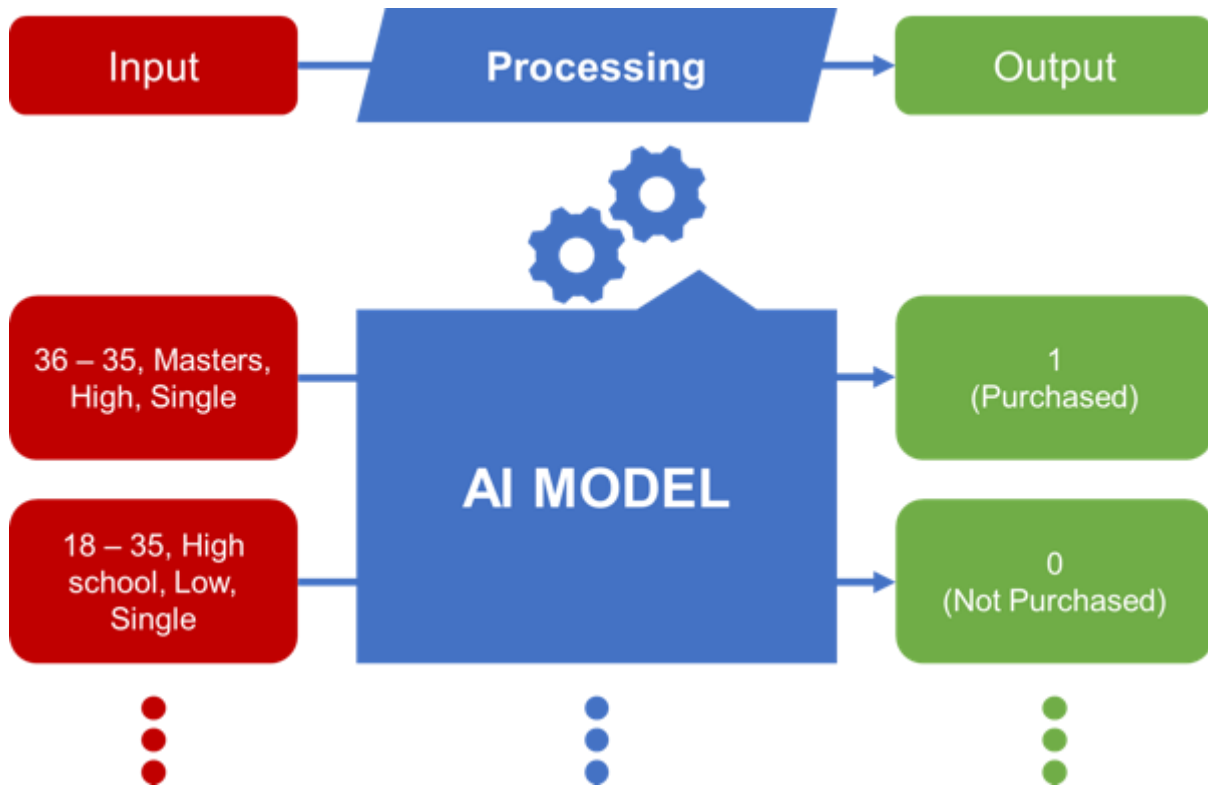 Input
Processing
Output
36 – 35, Masters,
High, Single
1
(Purchased)
AI MODEL
18 – 35, High
school, Low,
Single
0
(Not Purchased)